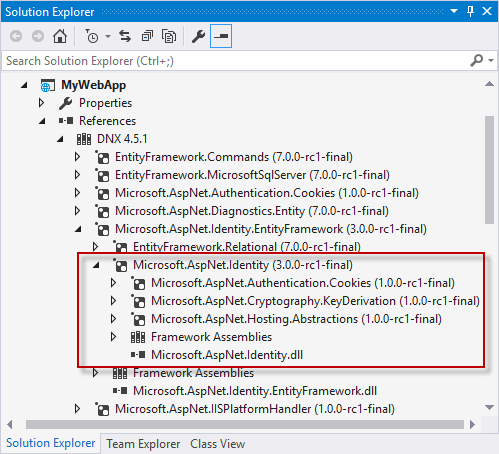 Solution Explorer
Search Solution Explorer (Ctrl+;)
MyWebApp
Properties
References
DNX 4.5.1
EntityFramework.Commands (7.0.0-rc1-final)
EntityFramework.MicrosoftSqlServer (7.0.0-rc1-final)
Microsoft.AspNet.Authentication.Cookies (1.0.0-rc1-final)
Microsoft.AspNet.Diagnostics.Entity (7.0.0-rc1-final)
Microsoft.AspNet.Identity.EntityFramework (3.0.0-rc1-final)
EntityFramework.Relational (7.0.0-rc1-final)
Microsoft.AspNet.Identity (3.0.0-rc1-final)
Microsoft.AspNet.Authentication.Cookies (1.0.0-rc1-final)
Microsoft.AspNet.Cryptography.KeyDerivation (1.0.0-rc1-final)
Microsoft.AspNet.Hosting.Abstractions (1.0.0-rc1-final)
Framework Assemblies
Microsoft.AspNet.Identity.dll
Framework Assemblies
Microsoft.AspNet.Identity.EntityFramework.dll
Microsoft.AspNet.IISPlatformHandler (1.0.0-rc1-final)
Solution Explorer Team Explorer Class View